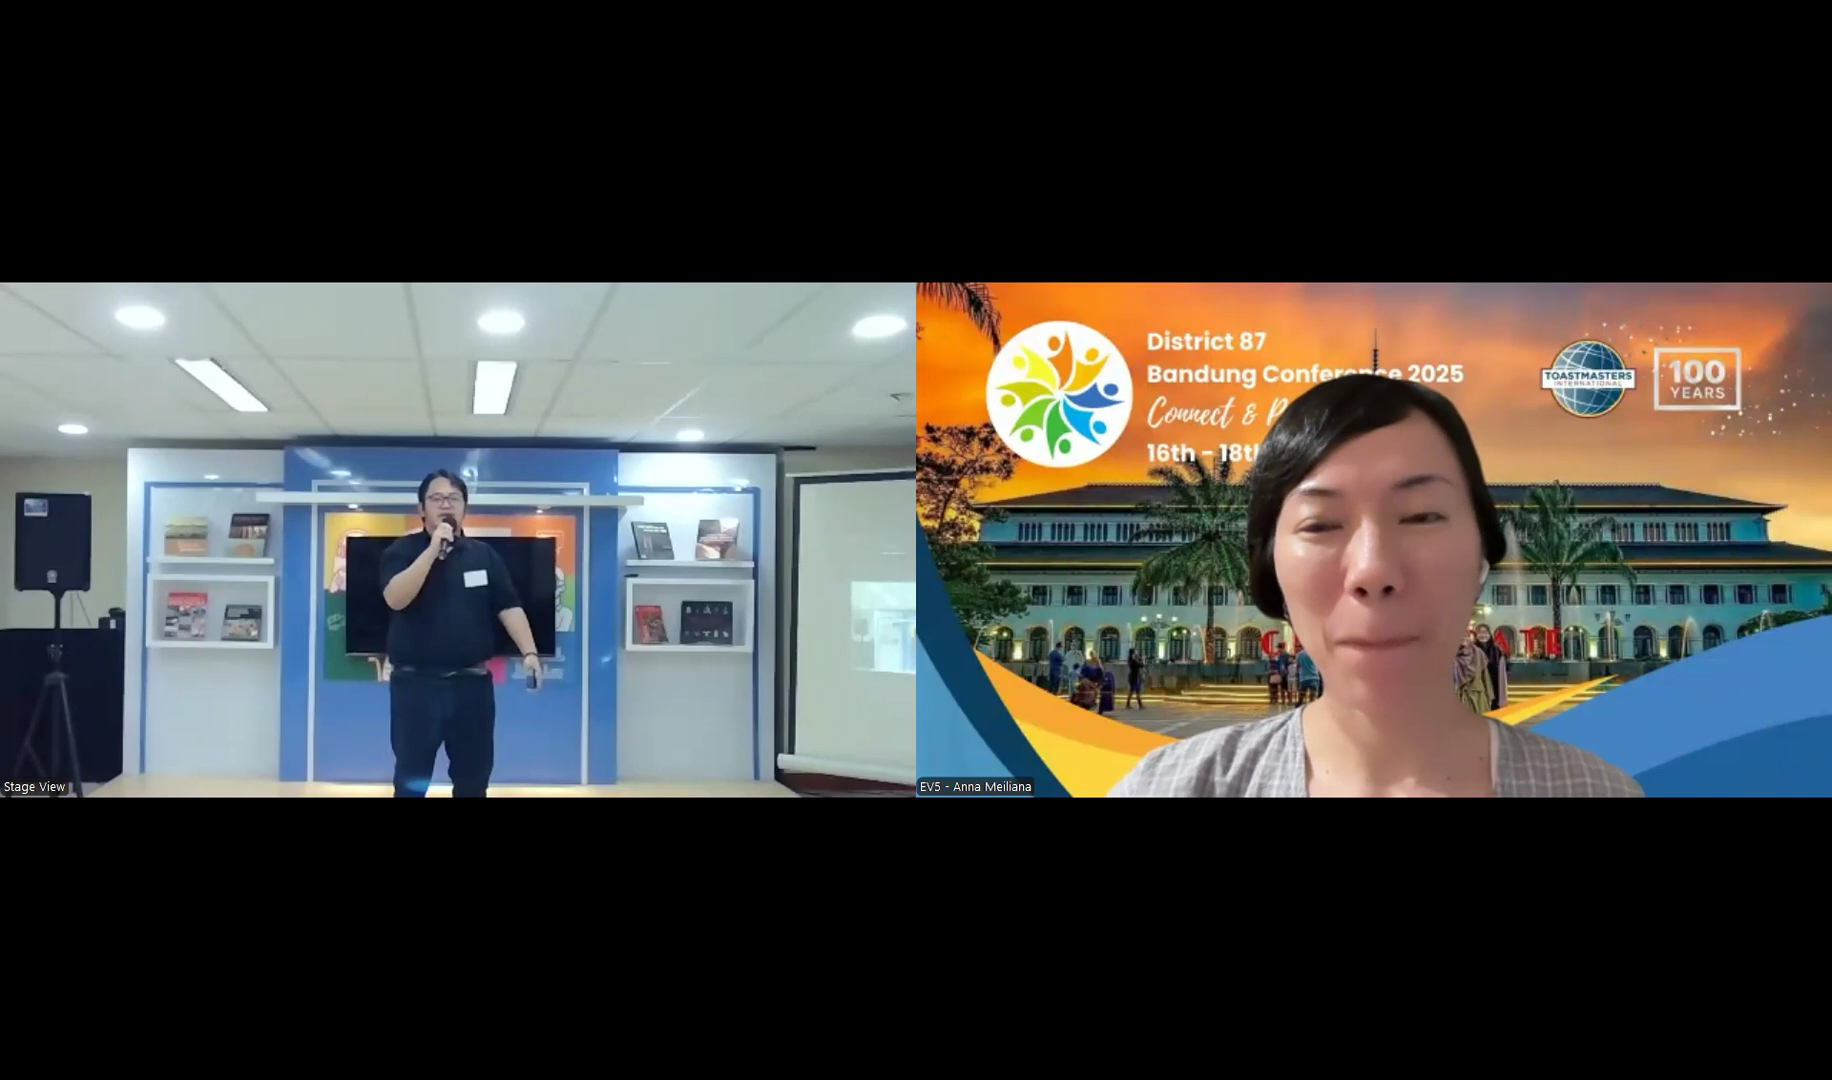 Stage View
District 87
Bandung Conference 2025
Connect &
16th - 18th
TOASTMASTERS
INTERNATIONAL
100
YEARS
EV5 - Anna Meiliana